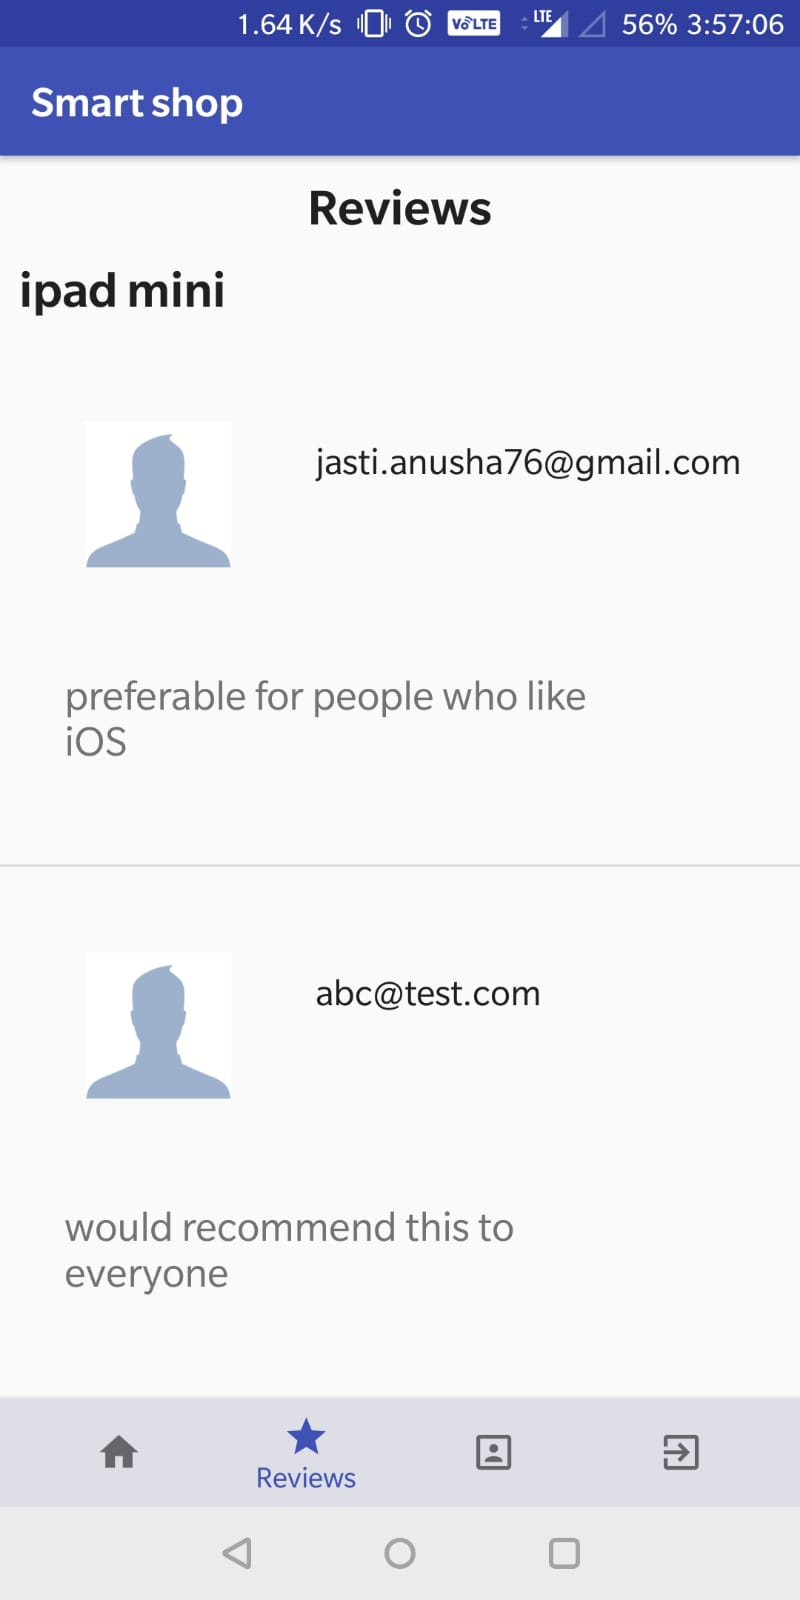 1.64 K/s VoLTE LTE 56% 3:57:06
Smart shop
Reviews
ipad mini
jasti.anusha76@gmail.com
preferable for people who like
iOS
abc@test.com
would recommend this to
everyone
Reviews